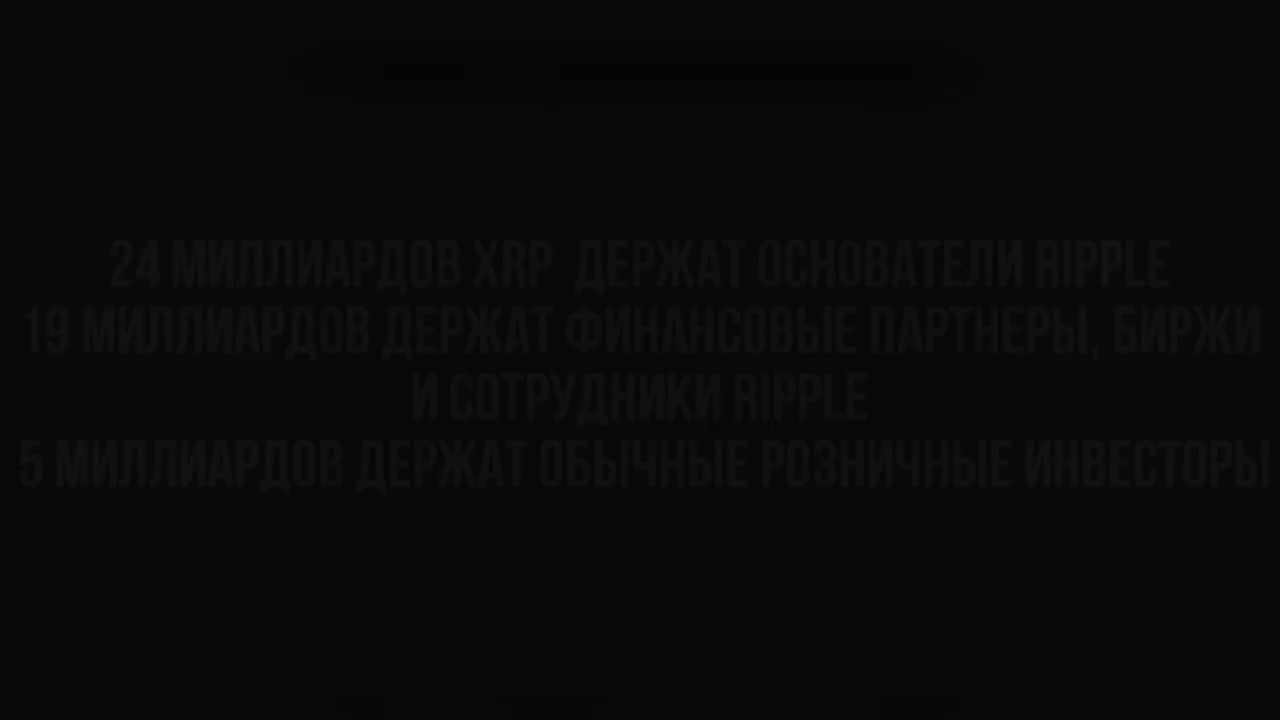 24 МИЛЛИАРДОВ XRP ДЕРЖАТ ОСНОВАТЕЛИ RIPPLE
19 МИЛЛИАРДОВ ДЕРЖАТ ФИНАНСОВЫЕ ПАРТНЕРЫ, БИРЖИ
И СОТРУДНИКИ RIPPLE
5 МИЛЛИАРДОВ ДЕРЖАТ ОБЫЧНЫЕ РОЗНИЧНЫЕ ИНВЕСТОРЫ